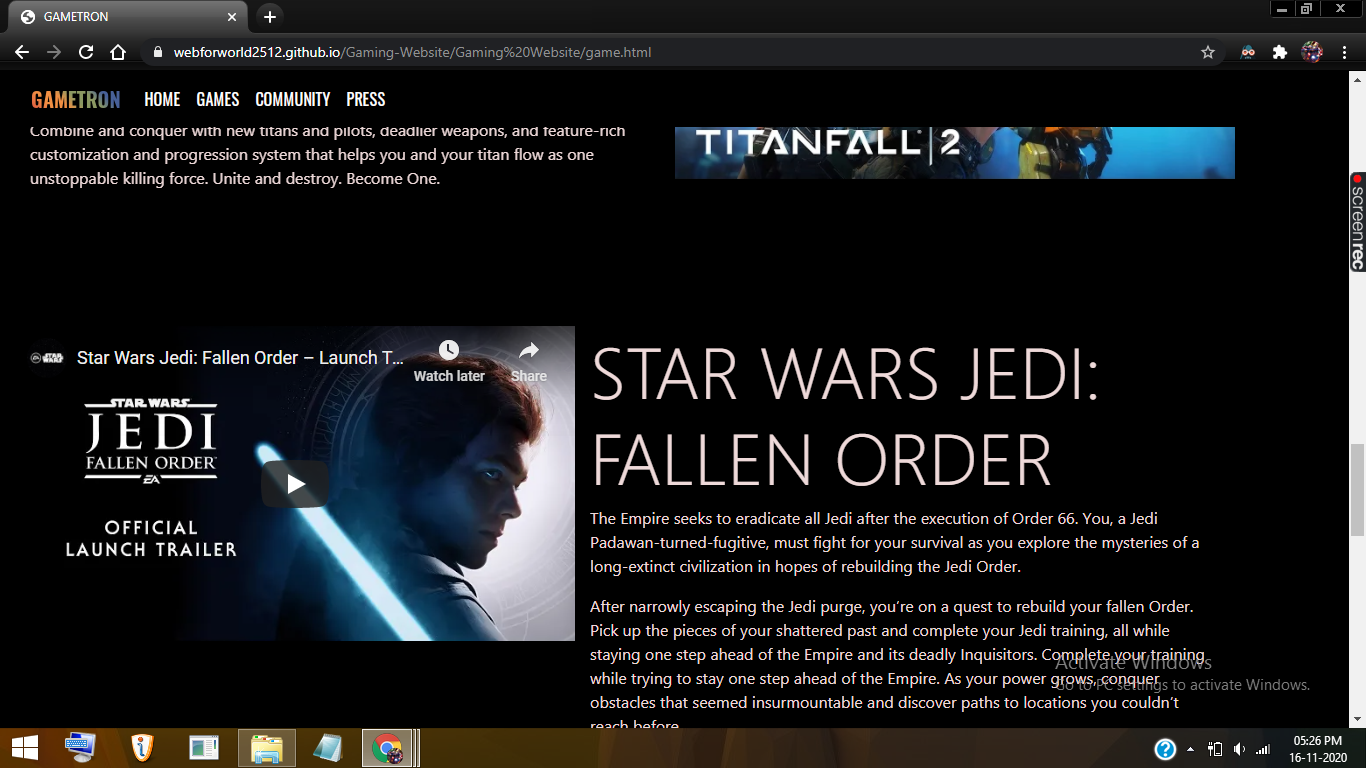 GAMETRON
webforworld2512.github.io/Gaming-Website/Gaming%20Website/game.html
GAMETRON HOME GAMES COMMUNITY PRESS
Combine and conquer with new titans and pilots, deadlier weapons, and feature-rich
customization and progression system that helps you and your titan flow as one
unstoppable killing force. Unite and destroy. Become One.
TITANFALL | 2
screenrec
Star Wars Jedi: Fallen Order – Launch T...
Watch later
Share
STAR WARS
JEDI
FALLEN ORDER
EA
OFFICIAL
LAUNCH TRAILER
STAR WARS JEDI:
FALLEN ORDER
The Empire seeks to eradicate all Jedi after the execution of Order 66. You, a Jedi
Padawan-turned-fugitive, must fight for your survival as you explore the mysteries of a
long-extinct civilization in hopes of rebuilding the Jedi Order.
After narrowly escaping the Jedi purge, you’re on a quest to rebuild your fallen Order.
Pick up the pieces of your shattered past and complete your Jedi training, all while
staying one step ahead of the Empire and its deadly Inquisitors. Complete your training
while trying to stay one step ahead of the Empire. As your power grows, conquer
obstacles that seemed insurmountable and discover paths to locations you couldn’t
reach before.
Activate Windows
Go to PC settings to activate Windows.
05:26 PM
16-11-2020